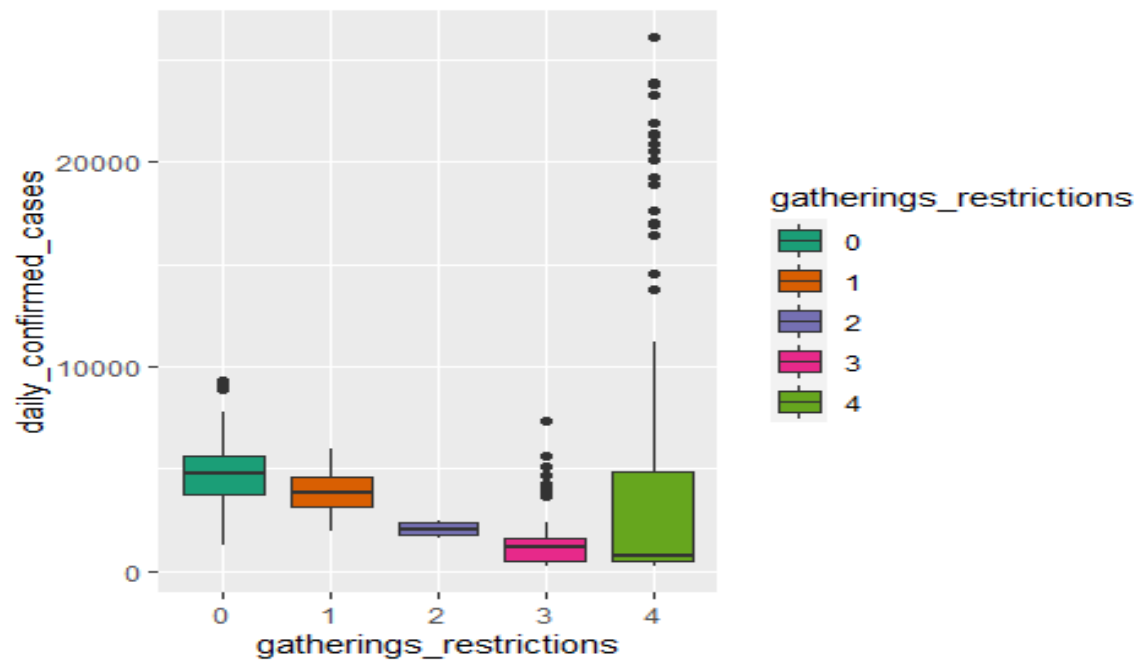 daily_confirmed_cases
20000
10000
0
0 1 2 3 4
gatherings_restrictions
gatherings_restrictions
0
1
2
3
4